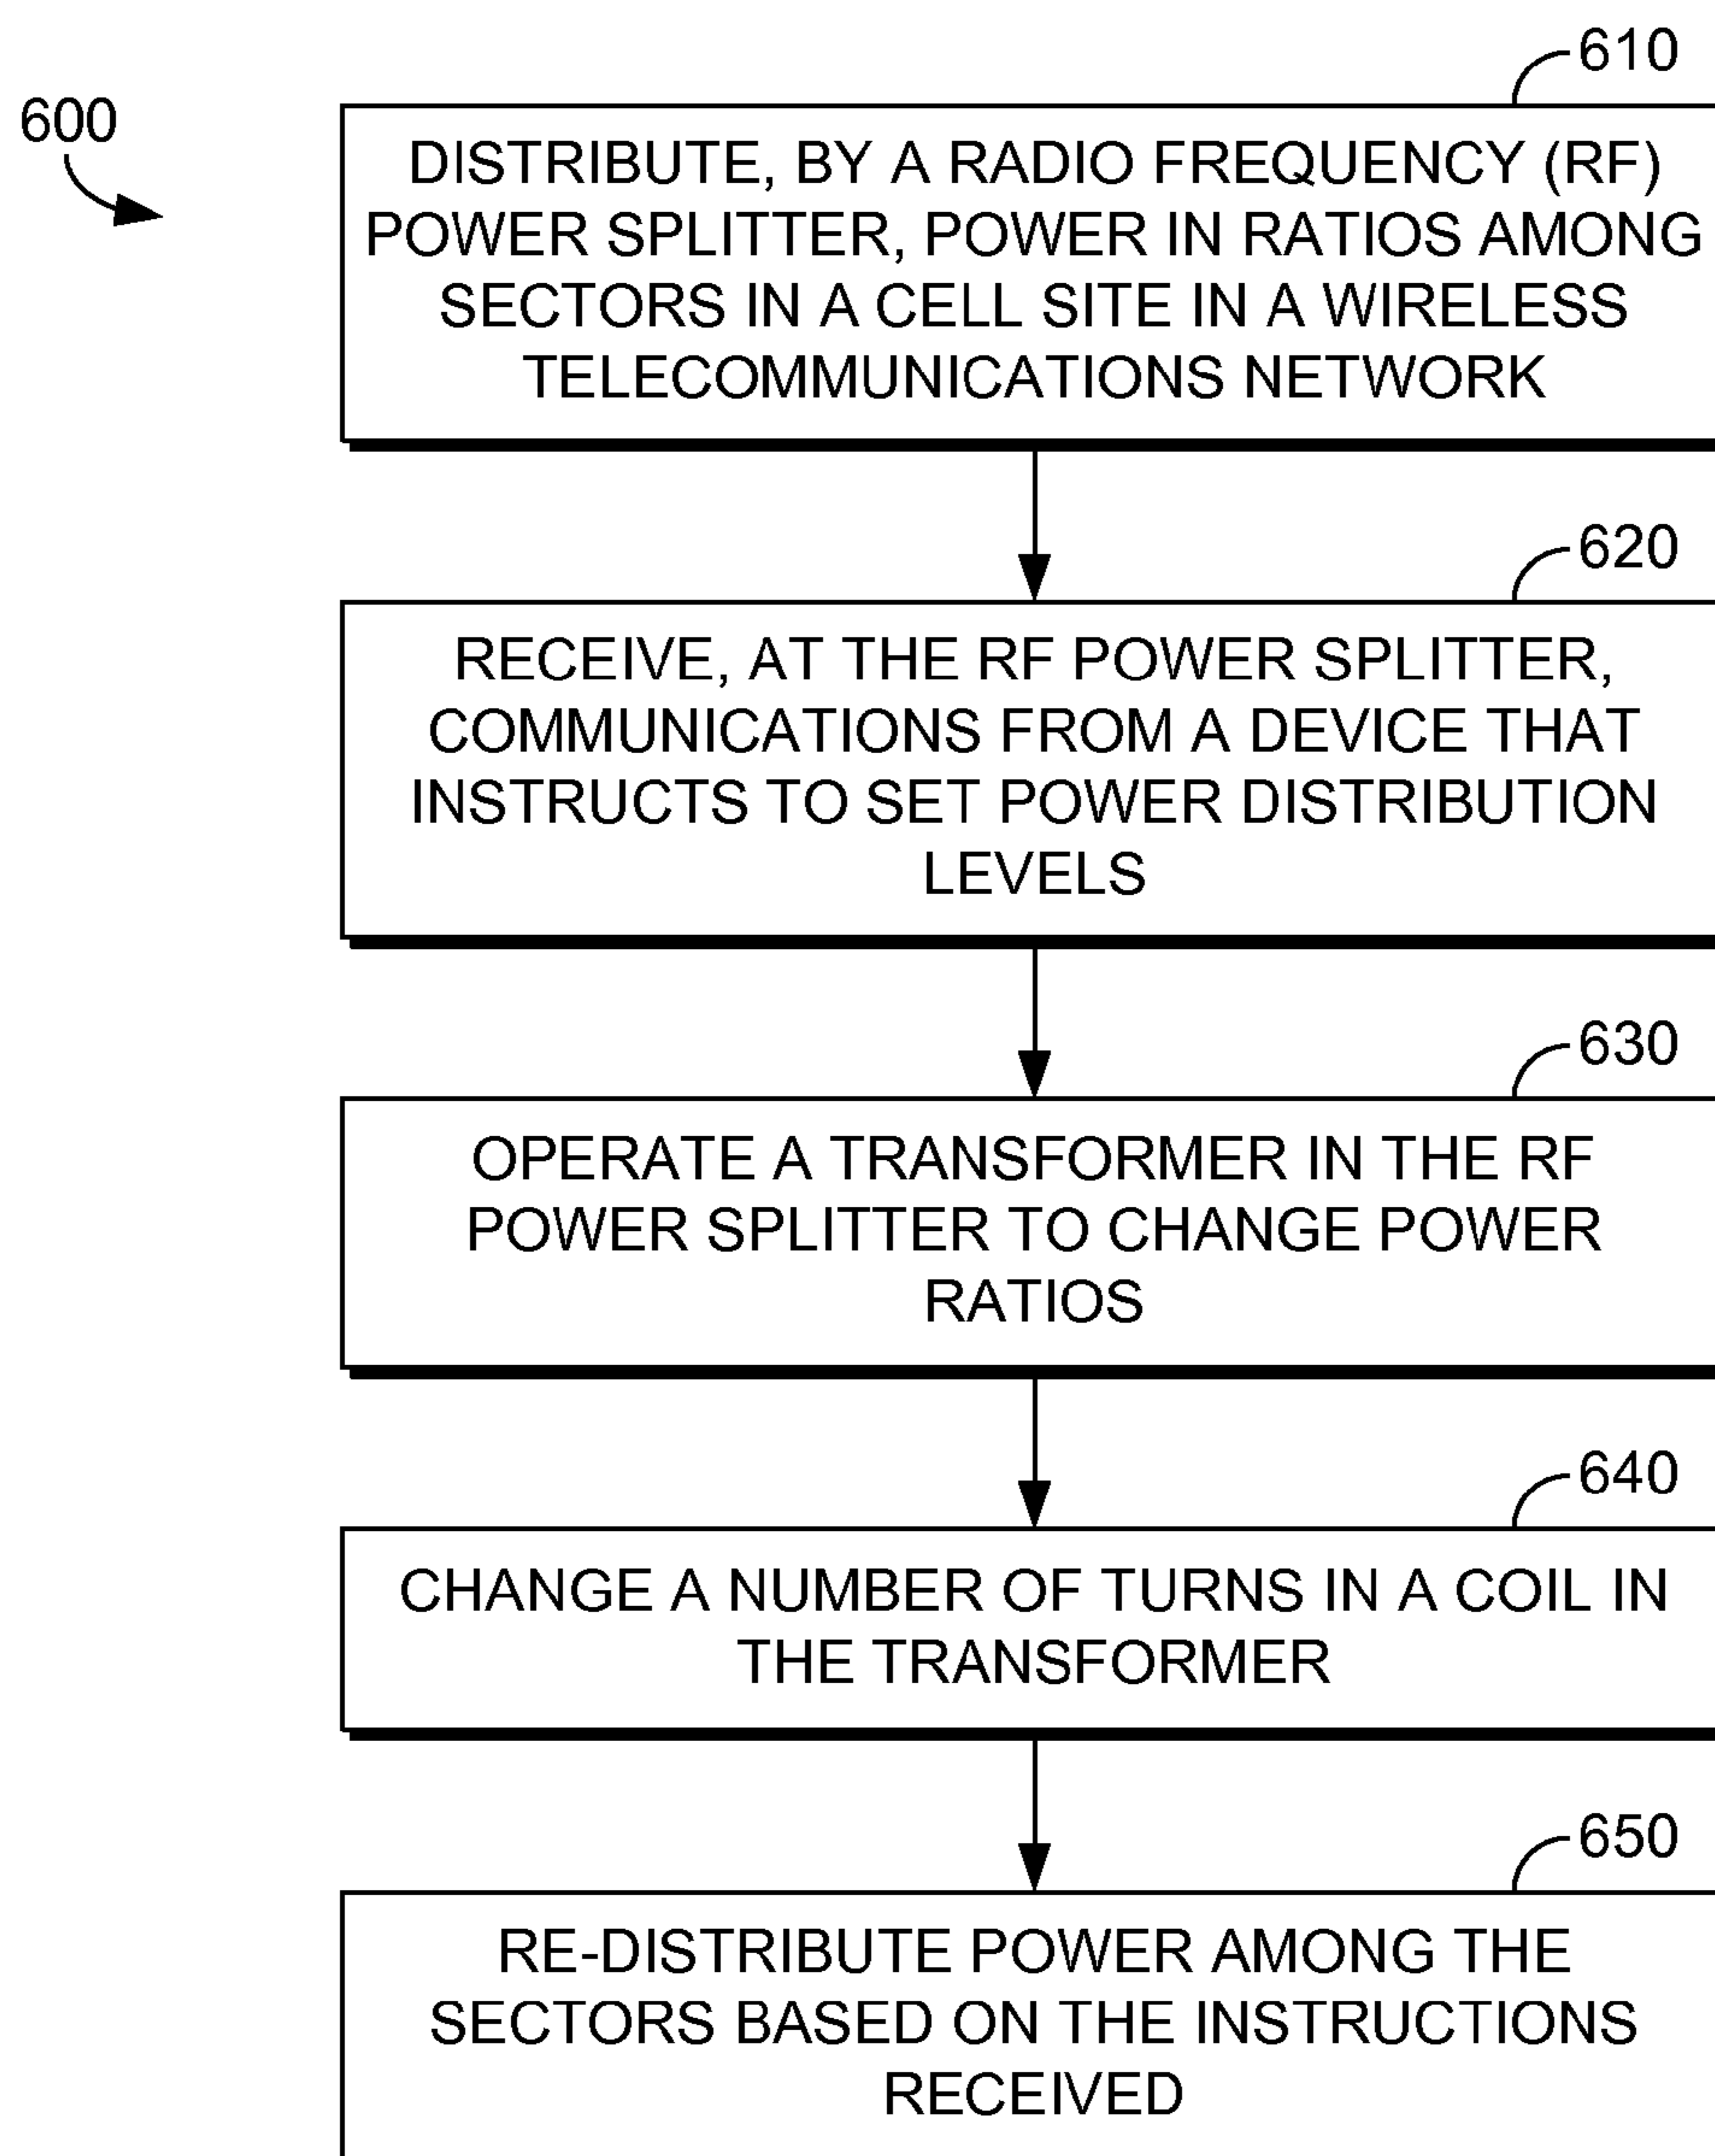 610
600
DISTRIBUTE, BY A RADIO FREQUENCY (RF)
POWER SPLITTER, POWER IN RATIOS AMONG
SECTORS IN A CELL SITE IN A WIRELESS
TELECOMMUNICATIONS NETWORK
620
RECEIVE, AT THE RF POWER SPLITTER,
COMMUNICATIONS FROM A DEVICE THAT
INSTRUCTS TO SET POWER DISTRIBUTION
LEVELS
630
OPERATE A TRANSFORMER IN THE RF
POWER SPLITTER TO CHANGE POWER
RATIOS
640
CHANGE A NUMBER OF TURNS IN A COIL IN
THE TRANSFORMER
650
RE-DISTRIBUTE POWER AMONG THE
SECTORS BASED ON THE INSTRUCTIONS
RECEIVED